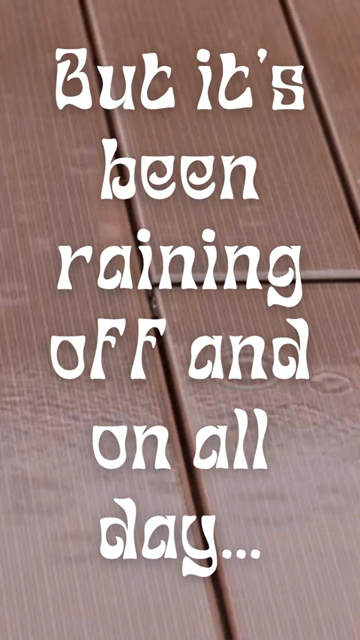 But it's
been
raining
off and
on all
day...